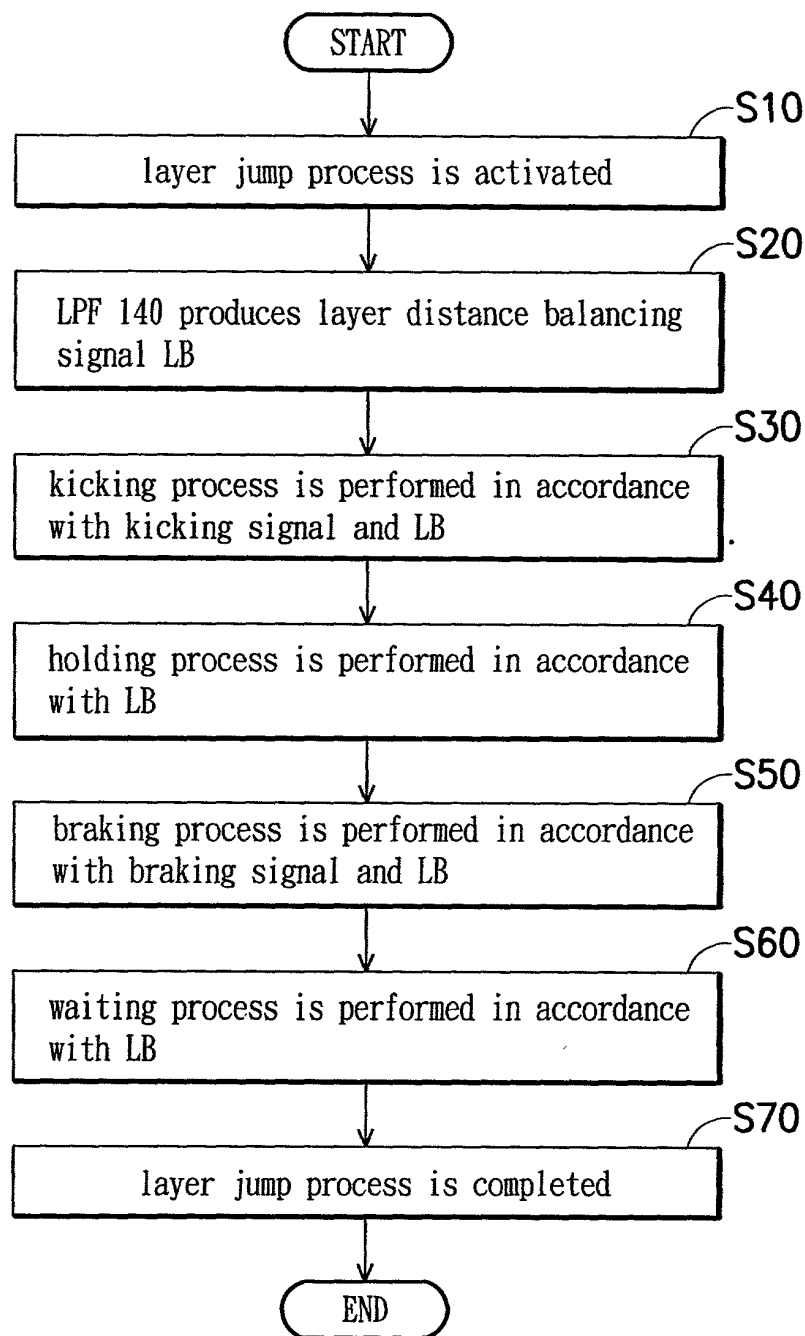 START
S10
layer jump process is activated
S20
LPF 140 produces layer distance balancing
signal LB
S30
kicking process is performed in accordance
with kicking signal and LB
S40
holding process is performed in accordance
with LB
S50
braking process is performed in accordance
with braking signal and LB
S60
waiting process is performed in accordance
with LB
S70
layer jump process is completed
END